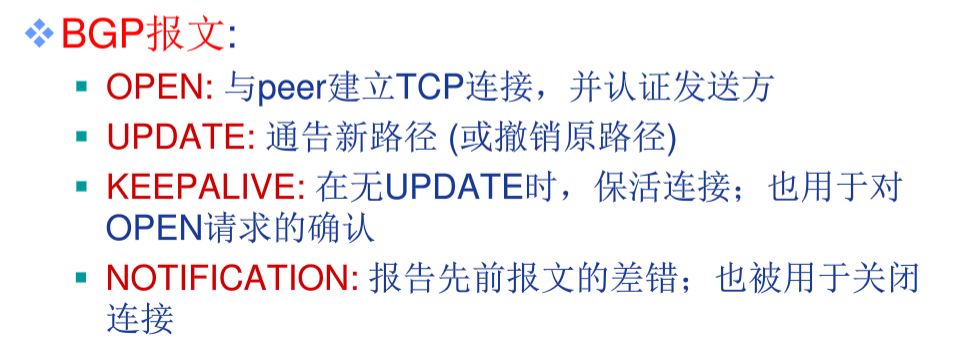 BGP报文:
OPEN: 与peer建立TCP连接，并认证发送方
UPDATE: 通告新路径 (或撤销原路径)
KEEPALIVE: 在无UPDATE时，保活连接；也用于对
OPEN请求的确认
NOTIFICATION: 报告先前报文的差错；也被用于关闭
连接